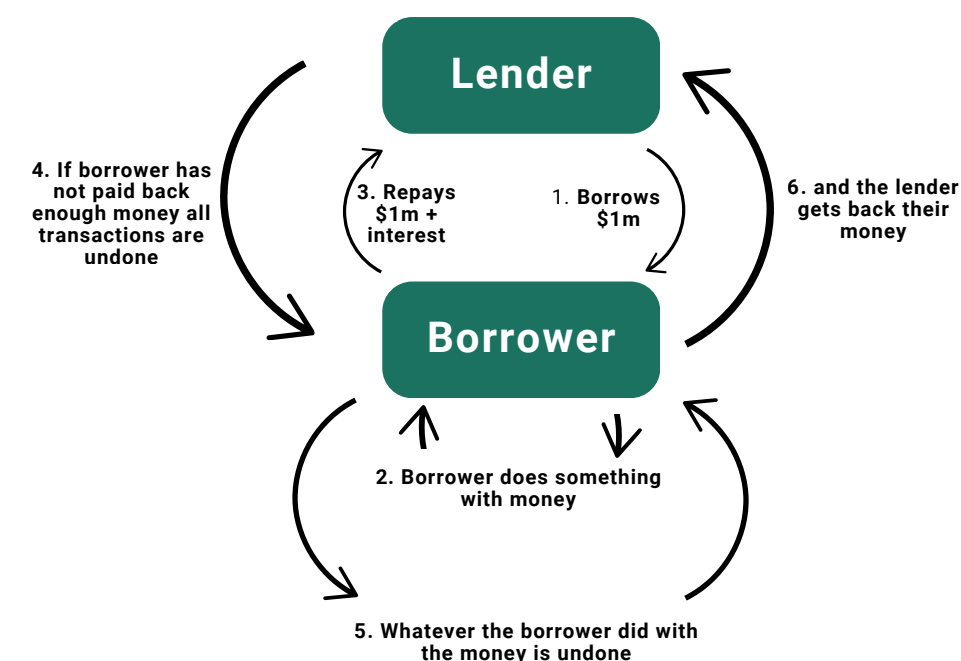 Lender
4. If borrower has
not paid back
enough money all
transactions are
undone
3. Repays
$1m +
interest
1. Borrows
$1m
6. and the lender
gets back their
money
Borrower
2. Borrower does something
with money
5. Whatever the borrower did with
the money is undone